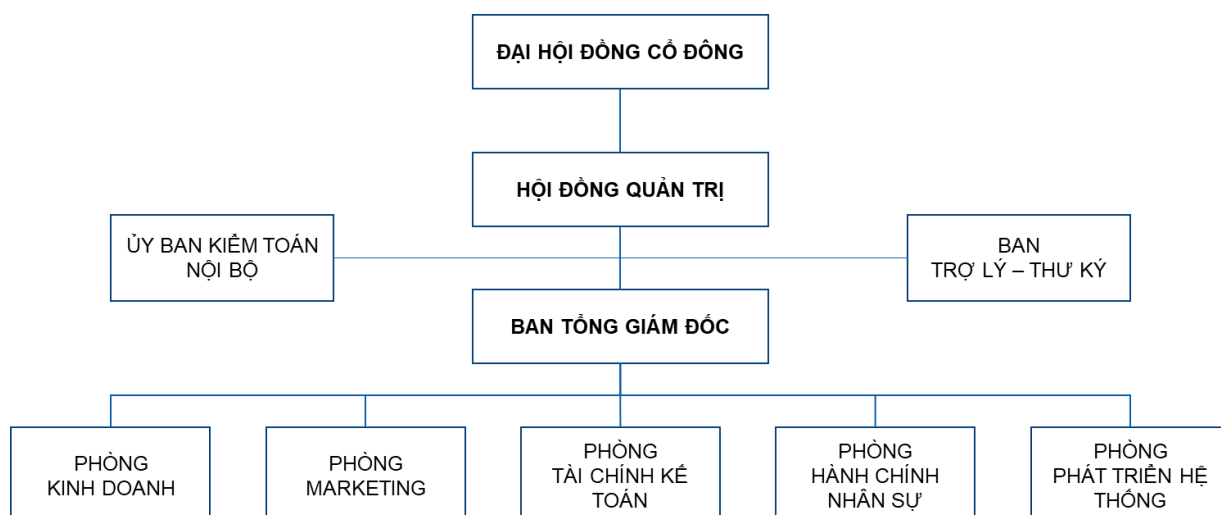 ĐẠI HỘI ĐỒNG CỔ ĐÔNG
HỘI ĐỒNG QUẢN TRỊ
ỦY BAN KIỂM TOÁN
NỘI BỘ
BAN
TRỢ LÝ – THƯ KÝ
BAN TỔNG GIÁM ĐỐC
PHÒNG
KINH DOANH
PHÒNG
MARKETING
PHÒNG
TÀI CHÍNH KẾ
TOÁN
PHÒNG
HÀNH CHÍNH
NHÂN SỰ
PHÒNG
PHÁT TRIỂN HỆ
THỐNG